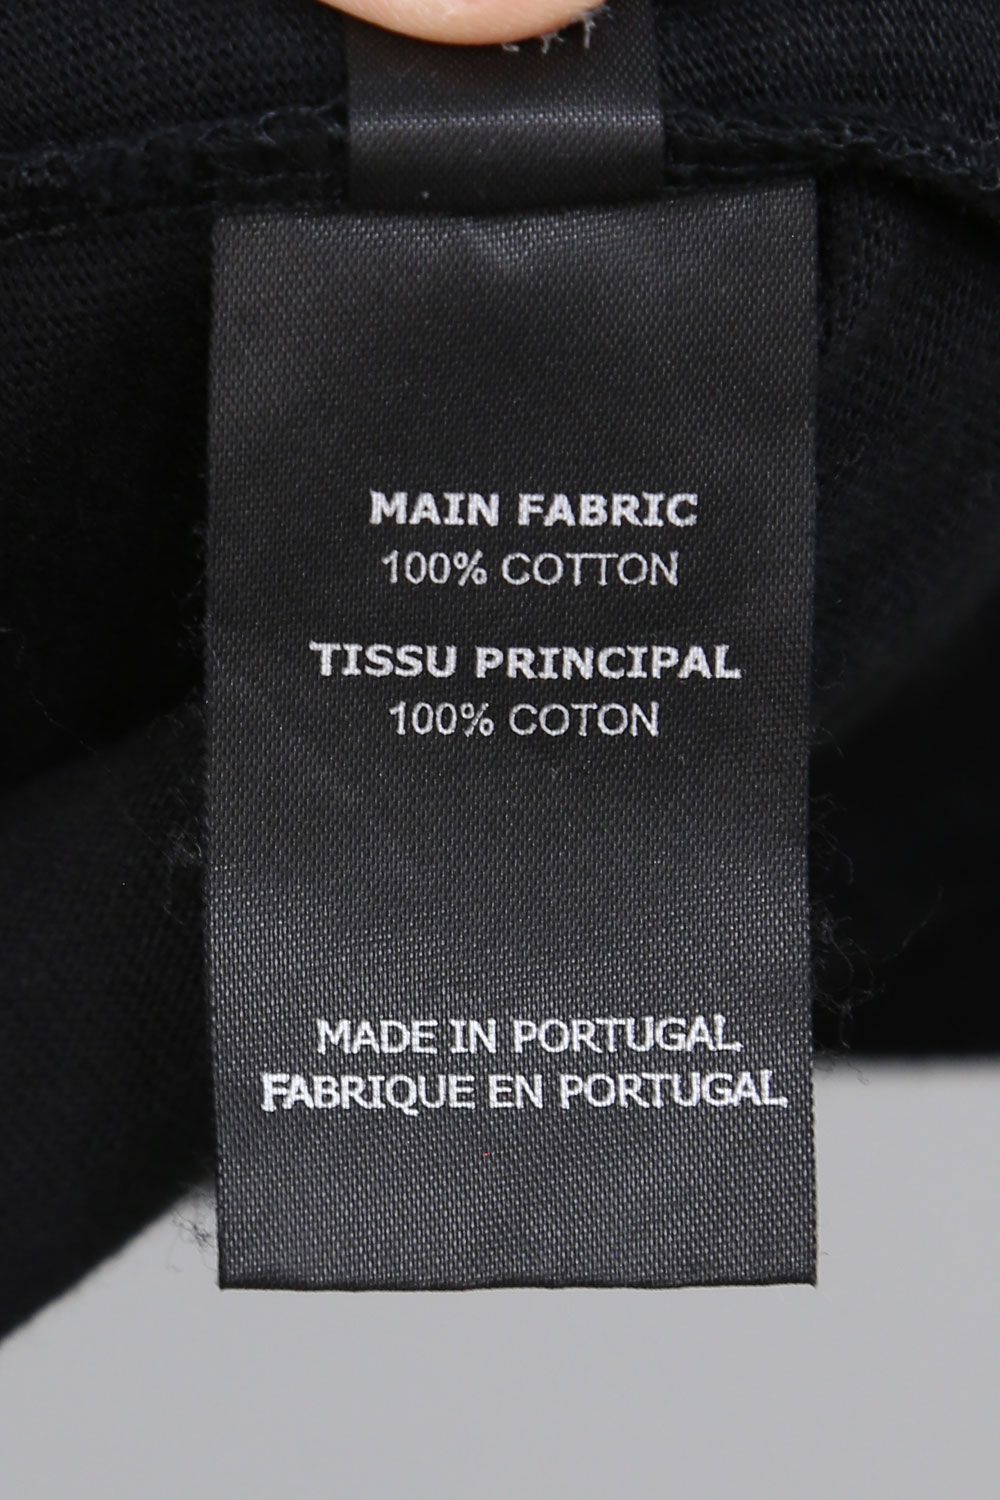 MAIN FABRIC
100% COTTON
TISSU PRINCIPAL
100% COTON
MADE IN PORTUGAL
FABRIQUE EN PORTUGAL